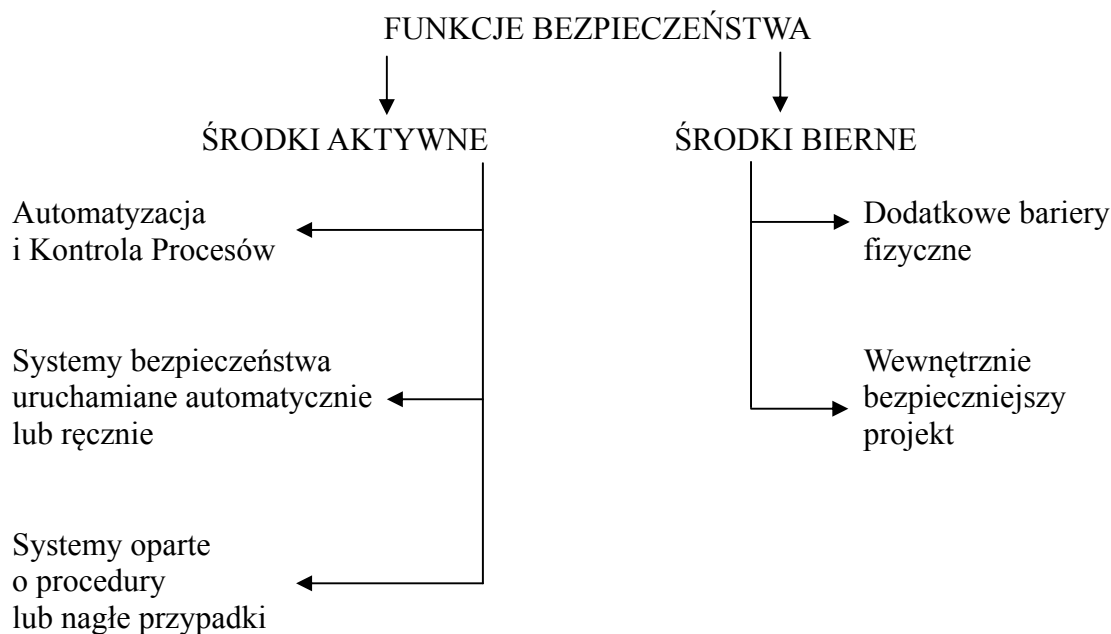 FUNKCJE BEZPIECZEŃSTWA
ŚRODKI AKTYWNE
ŚRODKI BIERNE
Automatyzacja
i Kontrola Procesów
Systemy bezpieczeństwa
uruchamiane automatycznie
lub ręcznie
Systemy oparte
o procedury
lub nagłe przypadki
Dodatkowe bariery
fizyczne
Wewnętrznie
bezpieczniejszy
projekt